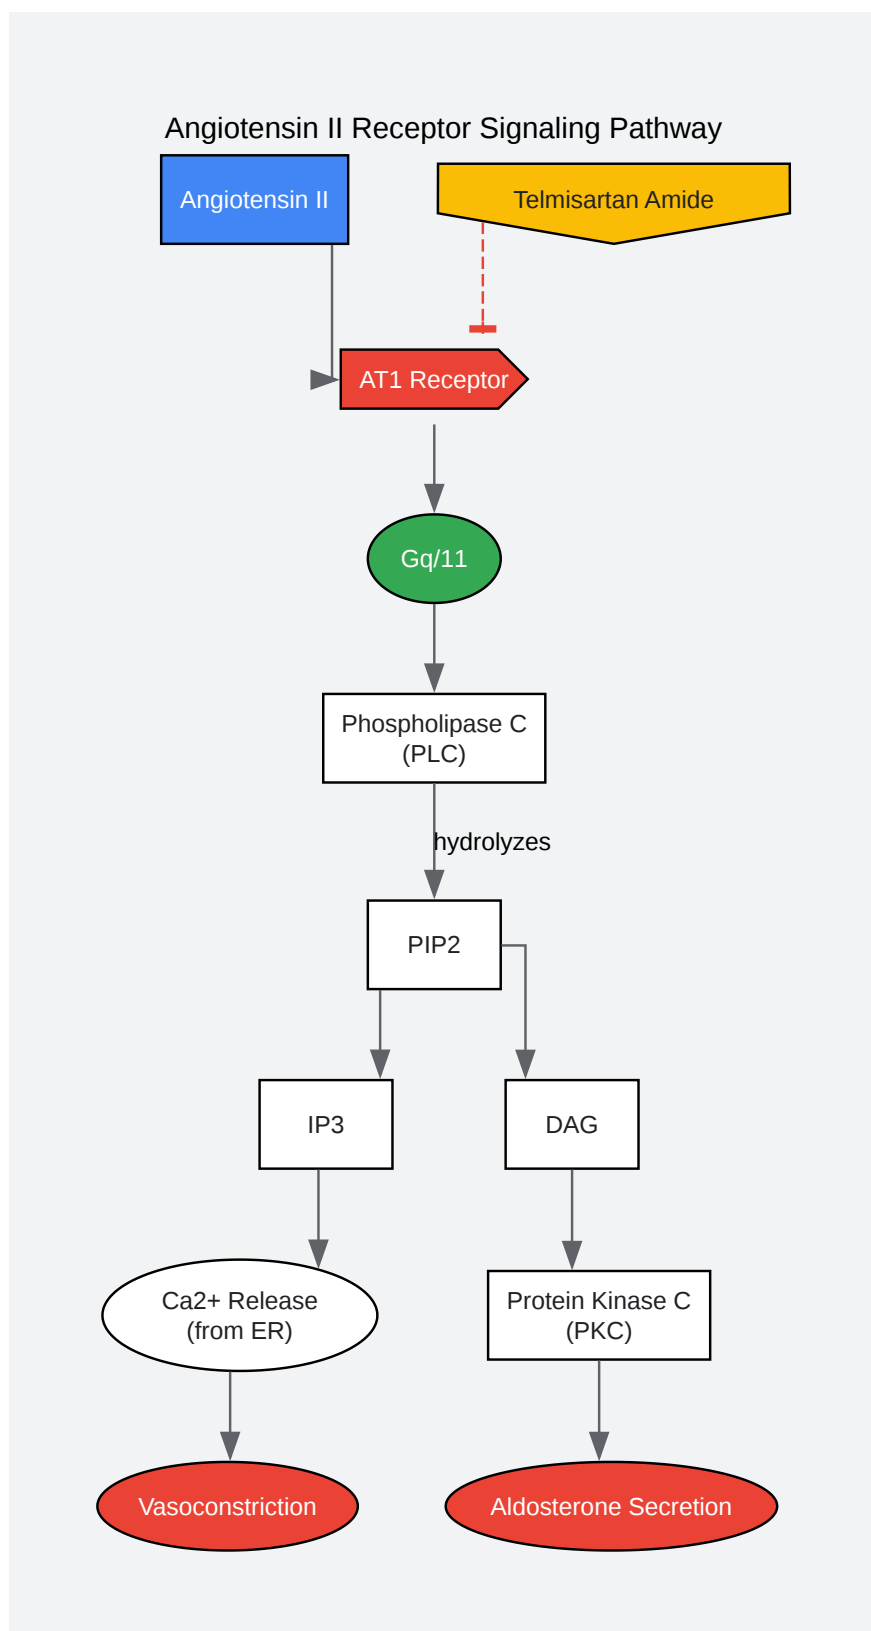 Angiotensin II Receptor Signaling Pathway
Angiotensin II
Telmisartan Amide
AT1 Receptor
Gq/11
Phospholipase C
(PLC)
hydrolyzes
PIP2
IP3
DAG
Ca2+ Release
(from ER)
Protein Kinase C
(PKC)
Vasoconstriction
Aldosterone Secretion